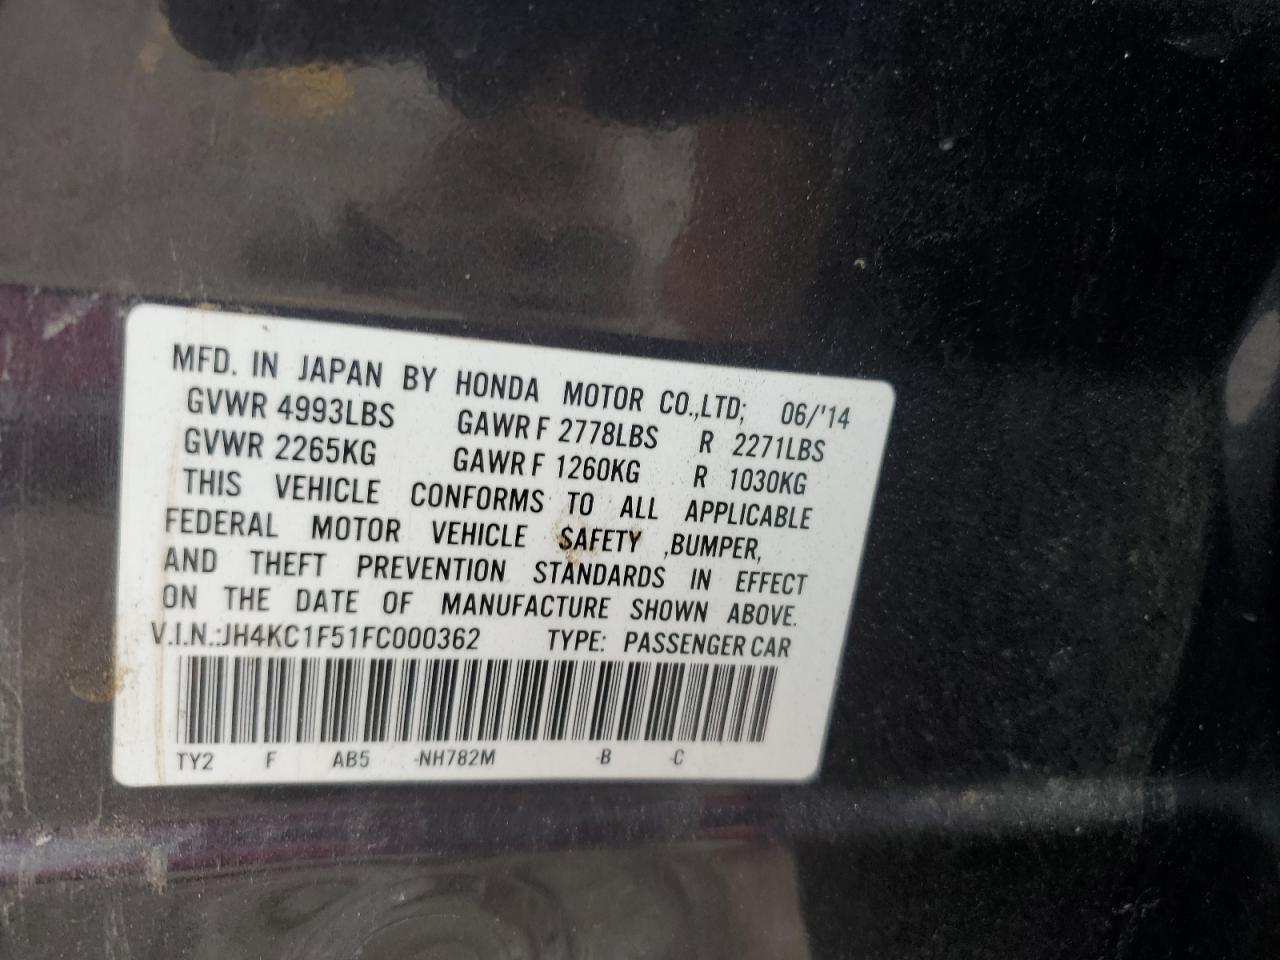 MFD. IN JAPAN BY HONDA MOTOR CO.,LTD; 06/'14
GVWR 4993LBS GAWR F 2778LBS R 2271LBS
GVWR 2265KG GAWR F 1260KG R 1030KG
THIS VEHICLE CONFORMS TO ALL APPLICABLE
FEDERAL MOTOR VEHICLE SAFETY ,BUMPER,
AND THEFT PREVENTION STANDARDS IN EFFECT
ON THE DATE OF MANUFACTURE SHOWN ABOVE.
V.I.N.:JH4KC1F51FC000362 TYPE: PASSENGER CAR
TY2 F AB5 -NH782M -B -C